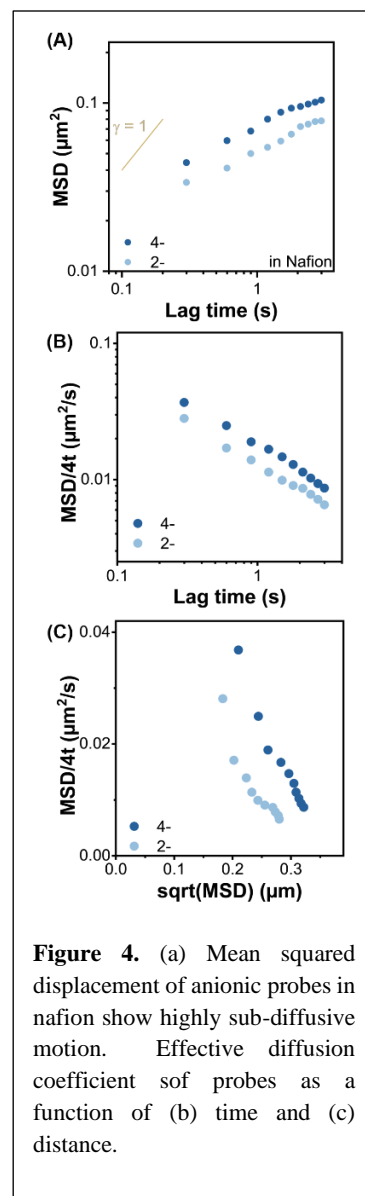 (A)
MSD (µm²)
0.1
0.01
γ = 1
4-
2-
in Nafion
0.1
1
Lag time (s)
(B)
MSD/4t (µm²/s)
0.1
0.01
4-
2-
0.1
1
Lag time (s)
(C)
MSD/4t (µm²/s)
0.04
0.02
0.00
4-
2-
0.0 0.1 0.2 0.3
sqrt(MSD) (µm)
Figure 4. (a) Mean squared
displacement of anionic probes in
nafion show highly sub-diffusive
motion. Effective diffusion
coefficient sof probes as a
function of (b) time and (c)
distance.